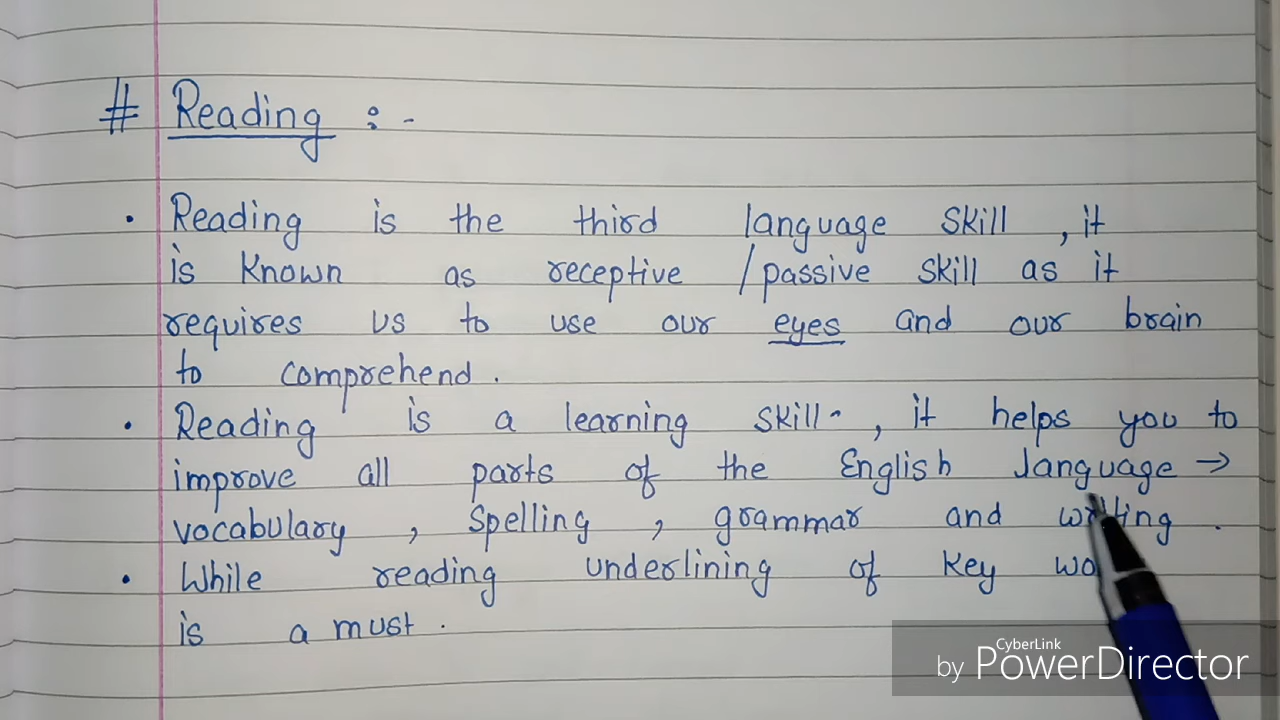 # Reading :-
• Reading is the third language skill , it
is known as receptive / passive skill as it
requires us to use our eyes and our brain
to comprehend .
• Reading is a learning skill- , it helps you to
improve all parts of the English language →
vocabulary , spelling , grammar and writing .
• While reading underlining of key
is a must .
CyberLink
by PowerDirector